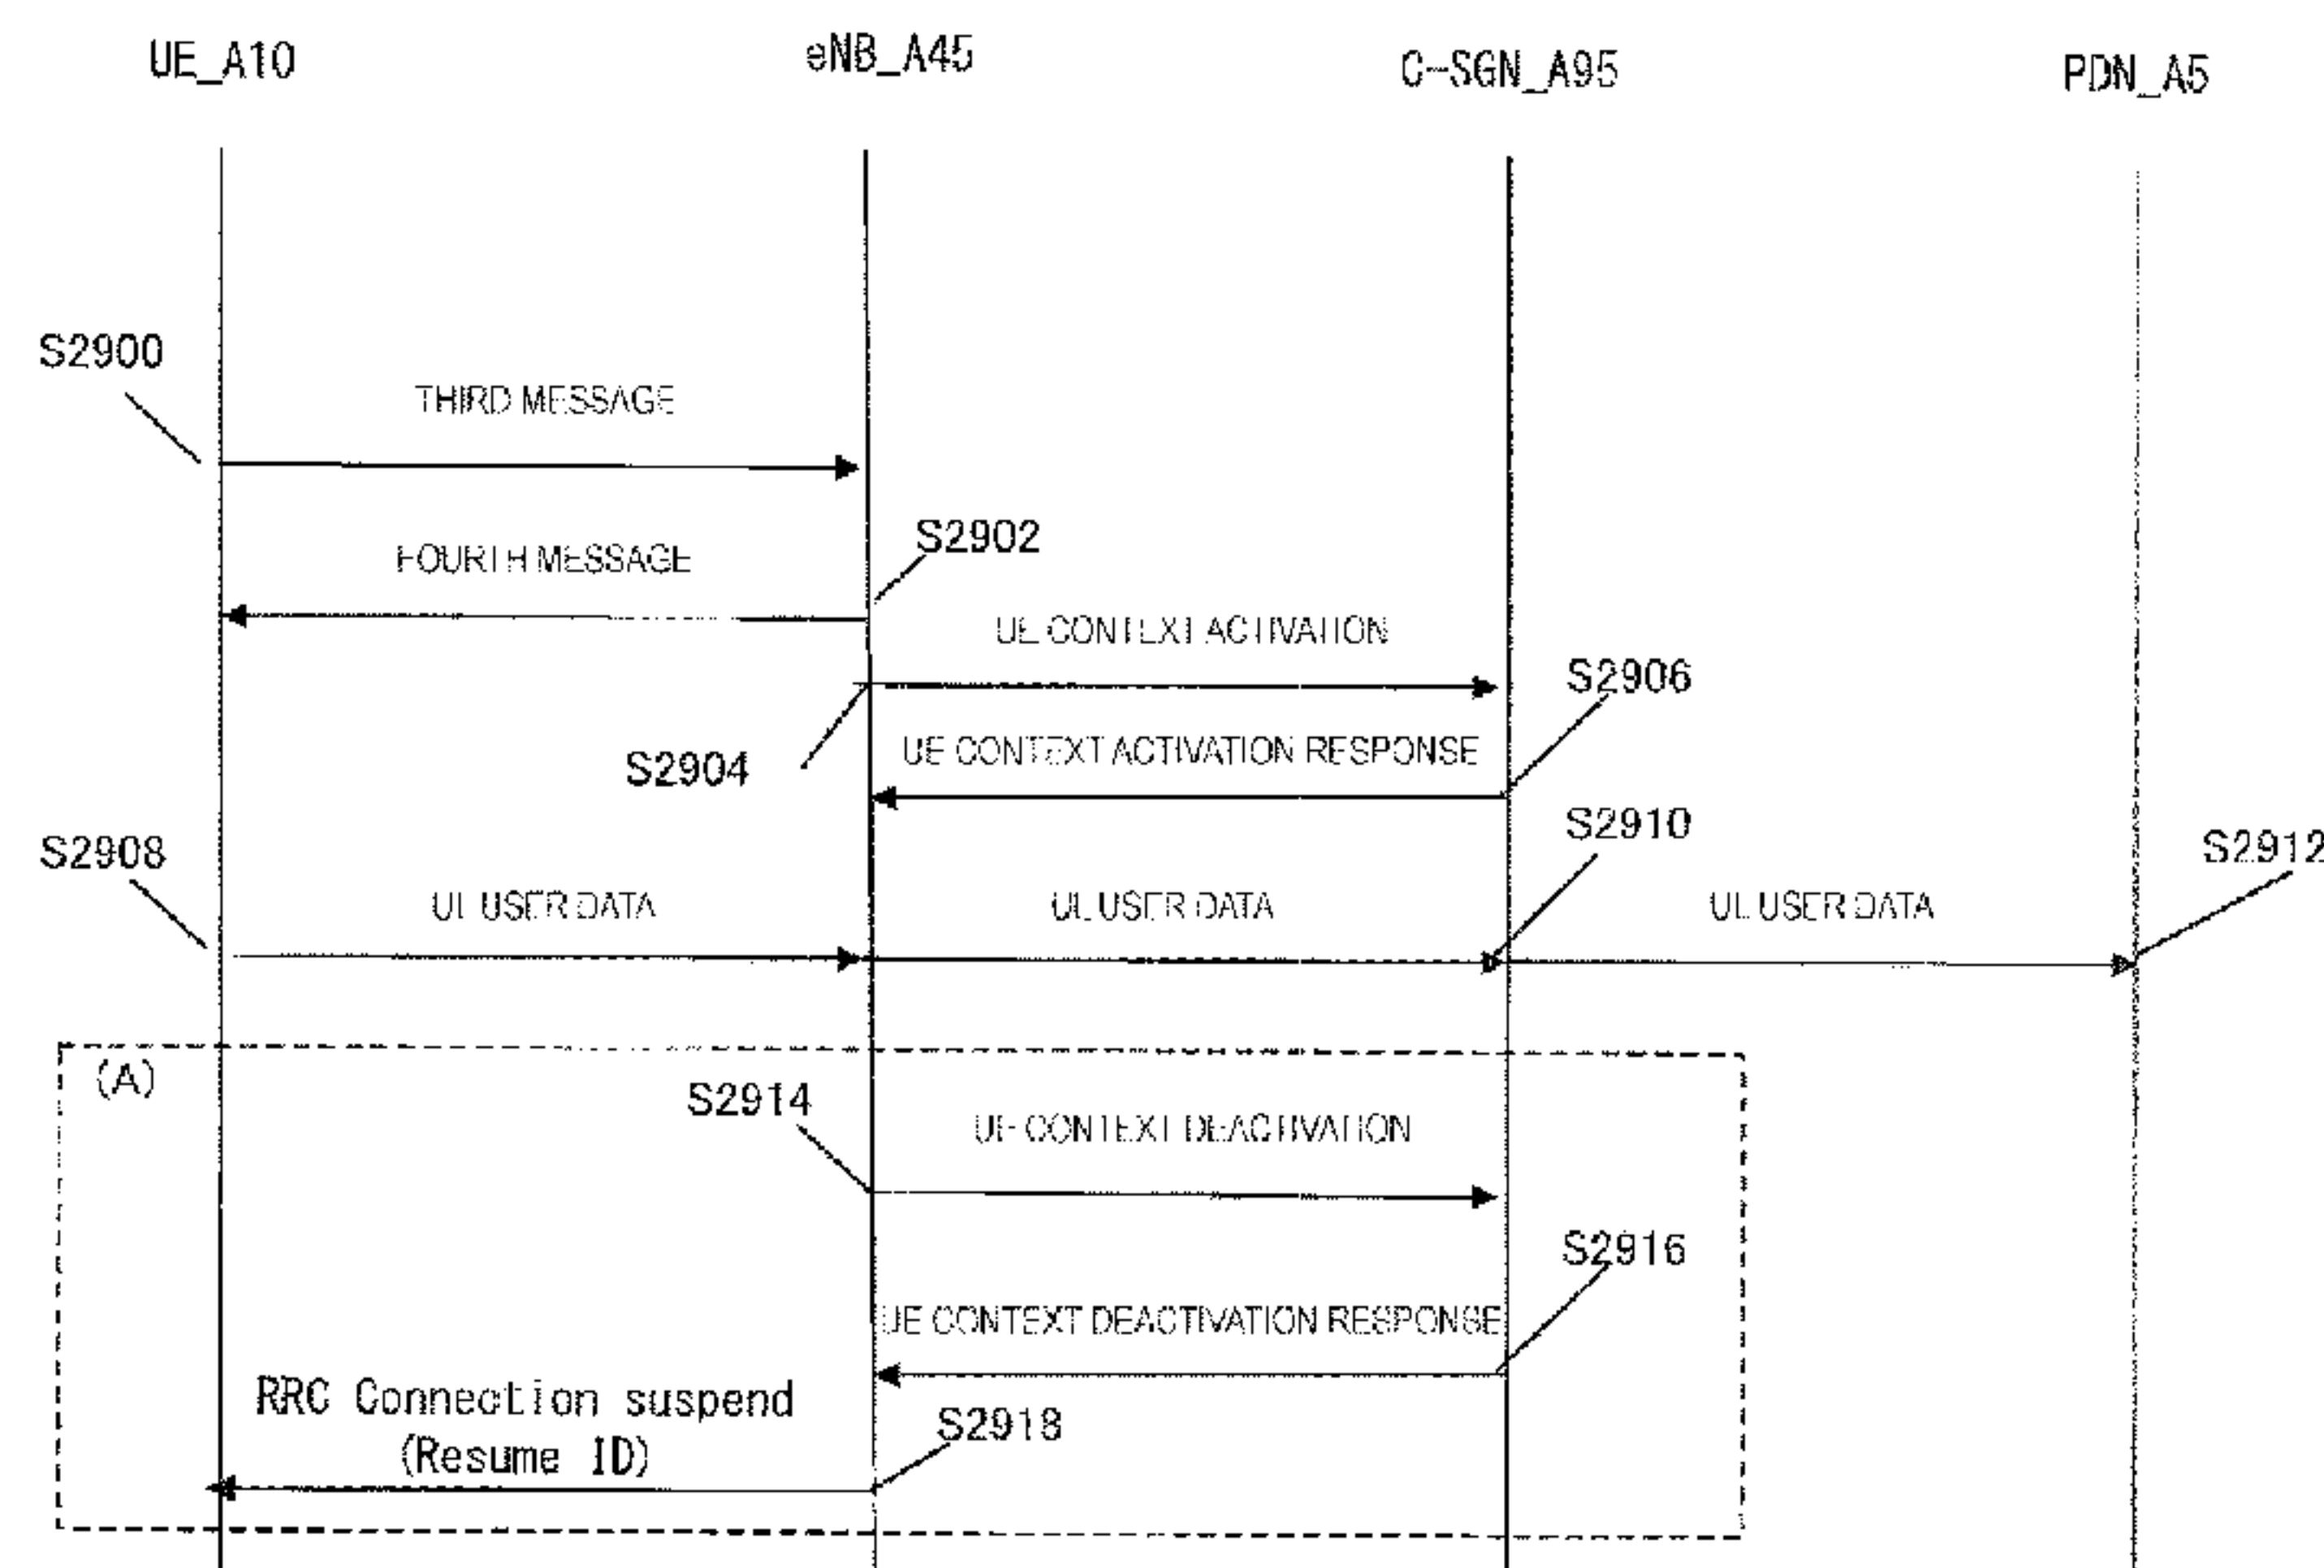 UE_A10
eNB_A45
C-SGN_A95
PDN_A5
S2900
THIRD MESSAGE
S2902
FOURTH MESSAGE
UE CONTEXT ACTIVATION
S2906
UE CONTEXT ACTIVATION RESPONSE
S2904
S2910
S2908
S2912
UL USER DATA
UL USER DATA
UL USER DATA
(A)
S2914
UE CONTEXT DEACTIVATION
S2916
UE CONTEXT DEACTIVATION RESPONSE
RRC Connection suspend
(Resume ID)
S2918